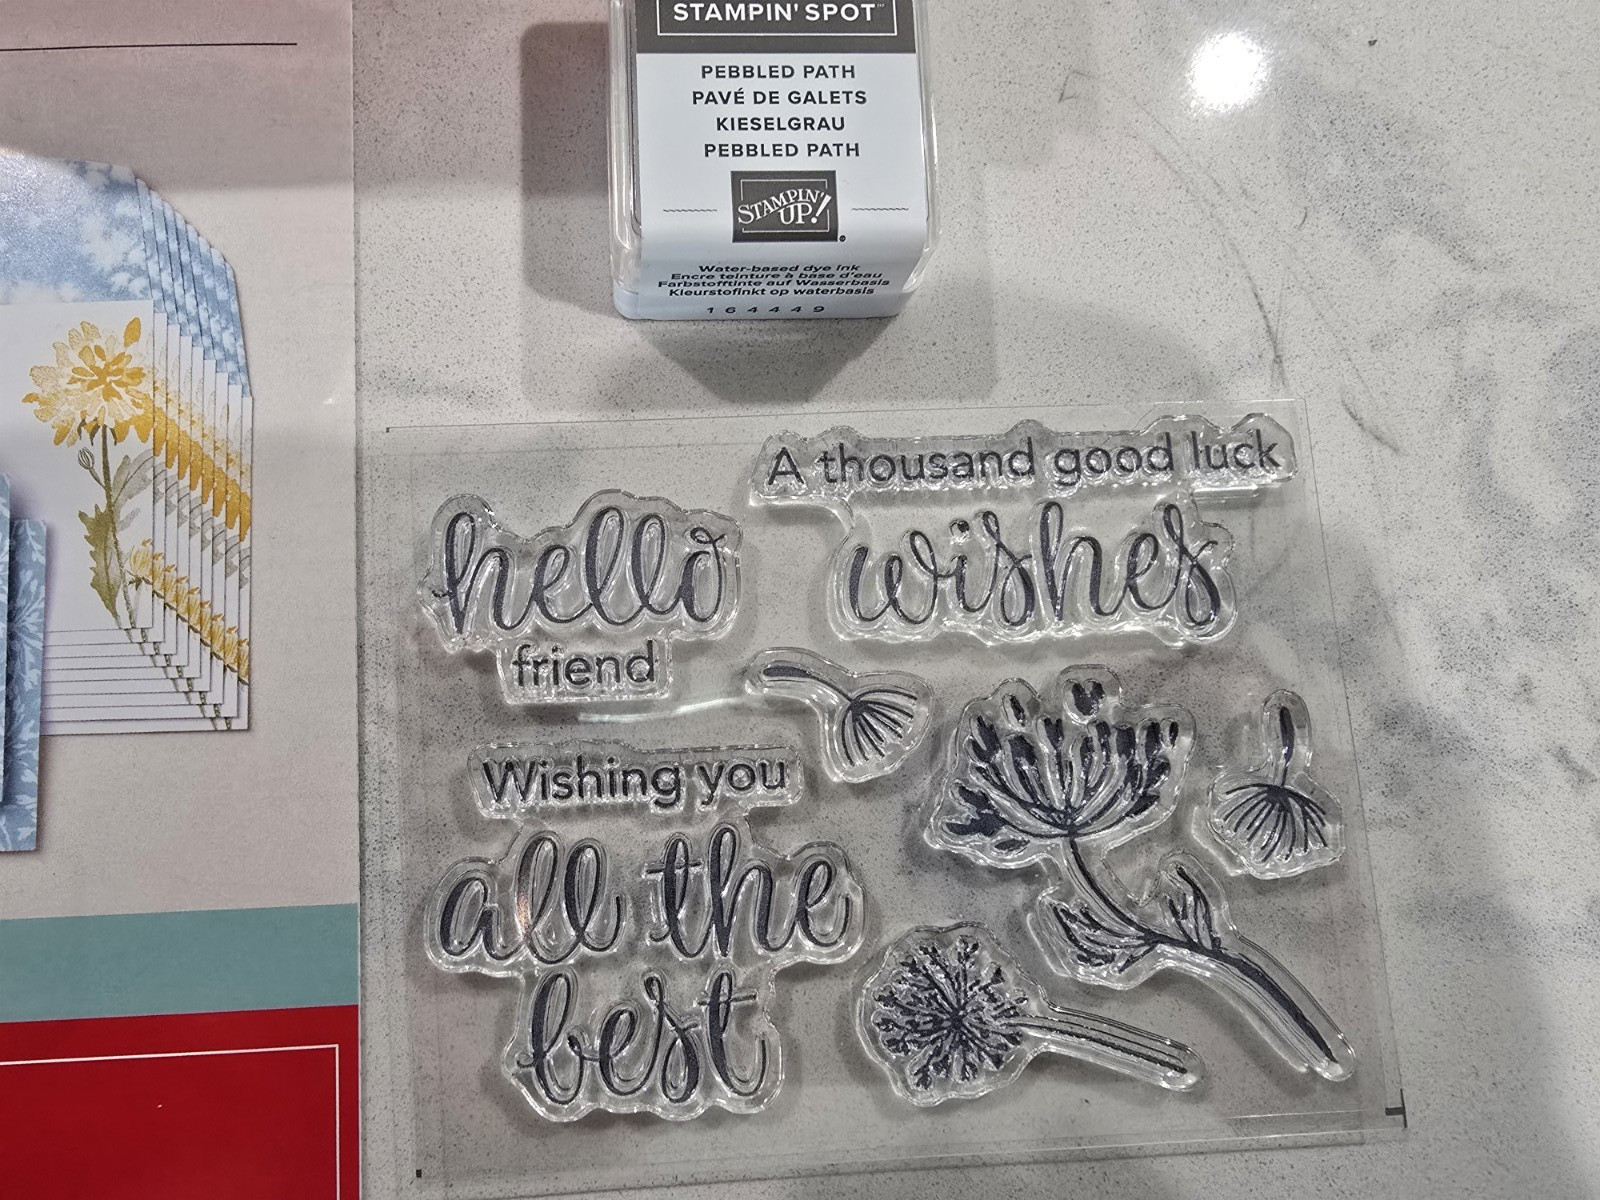 STAMPIN' SPOT™
PEBBLED PATH
PAVÉ DE GALETS
KIESELGRAU
PEBBLED PATH
STAMPIN'
UP!®
Water-based dye ink
Encre teinture à base d'eau
Farbstofftinte auf Wasserbasis
Kleurstofinkt op waterbasis
164449
A thousand good luck
wishes
hello
friend
Wishing you
all the
best